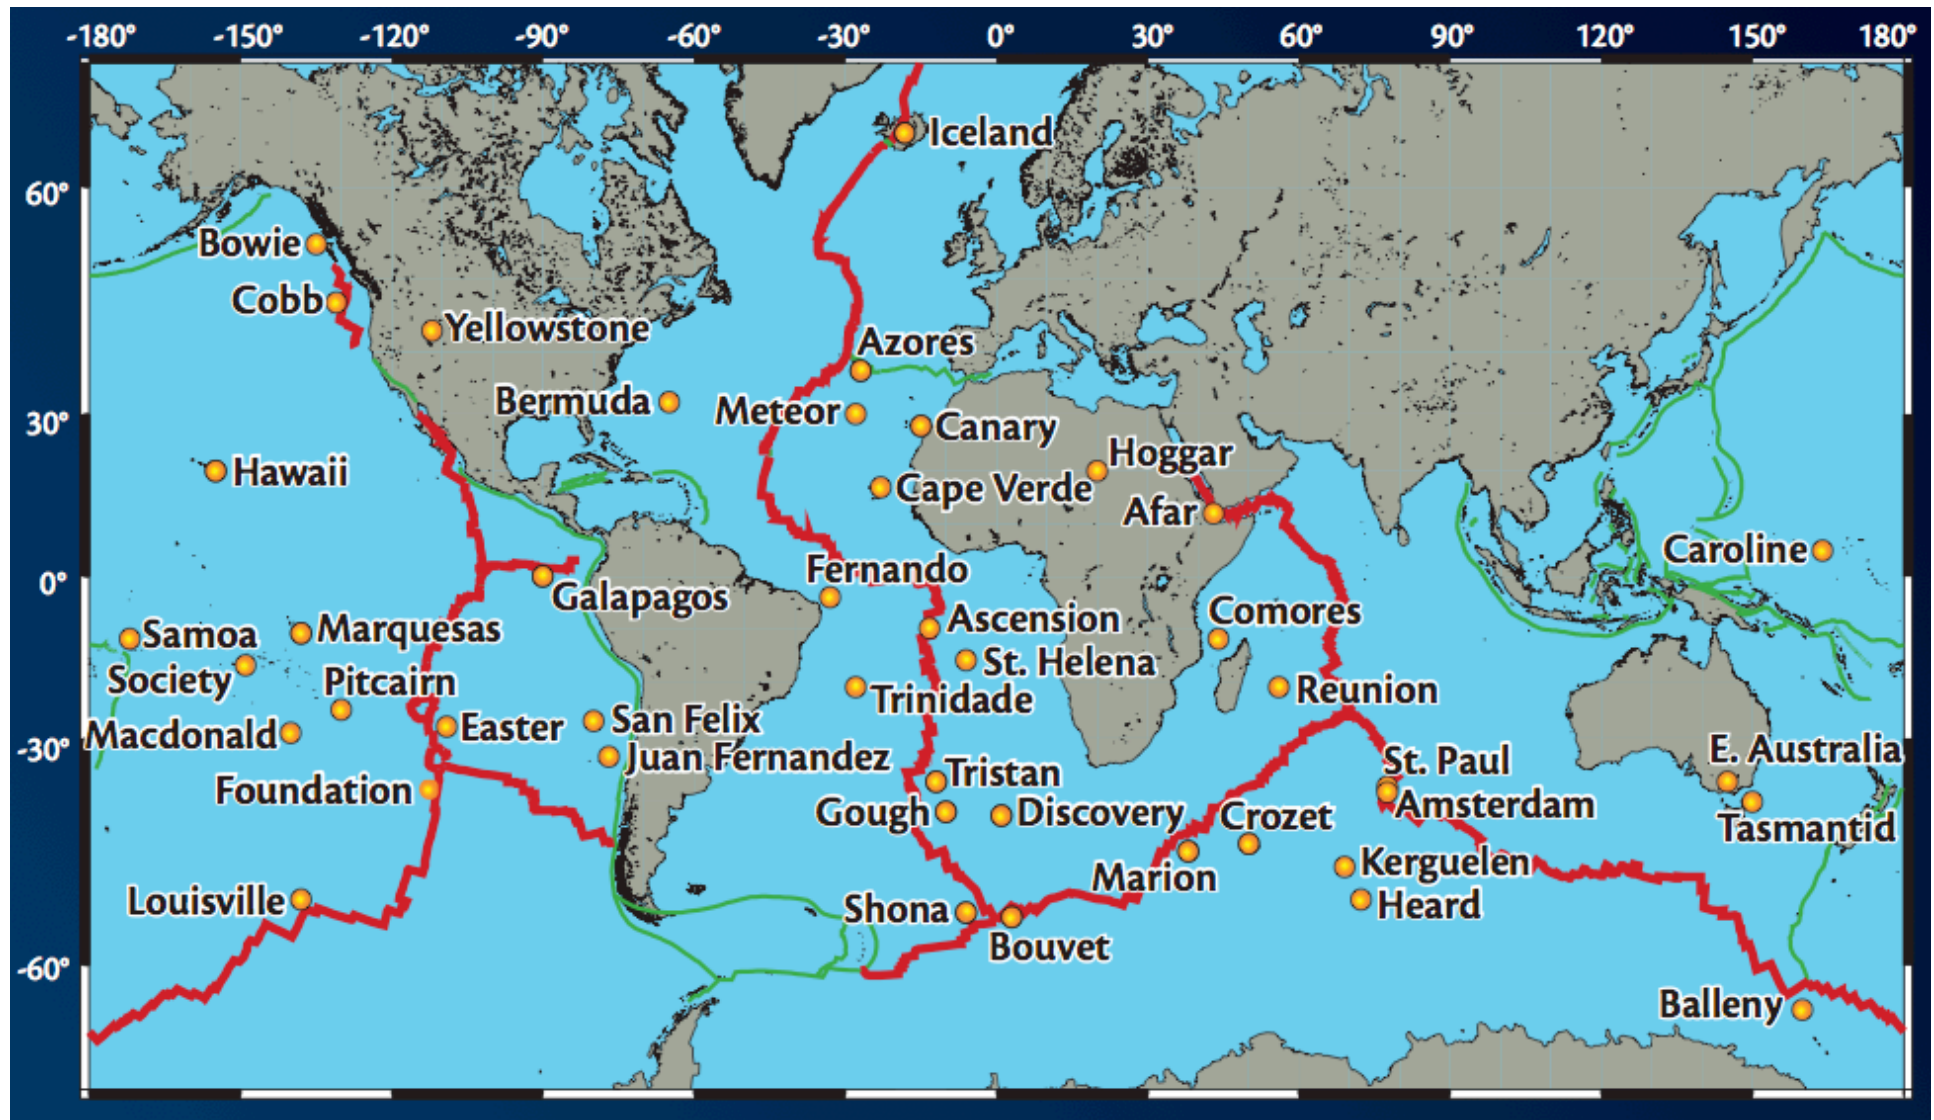 -180° -150° -120° -90° -60° -30° 0° 30° 60° 90° 120° 150° 180°
Iceland
60°
Bowie
Cobb
Yellowstone
Azores
Bermuda
Meteor
Canary
30°
Hoggar
Hawaii
Cape Verde
Afar
Caroline
Fernando
0°
Galapagos
Comores
Ascension
Samoa
Marquesas
St. Helena
Society
Pitcairn
Reunion
Trinidade
San Felix
Easter
Macdonald
-30°
E. Australia
Juan Fernandez
St. Paul
Tristan
Foundation
Amsterdam
Gough
Discovery
Crozet
Tasmantid
Kerguelen
Marion
Louisville
Heard
Shona
Bouvet
-60°
Balleny